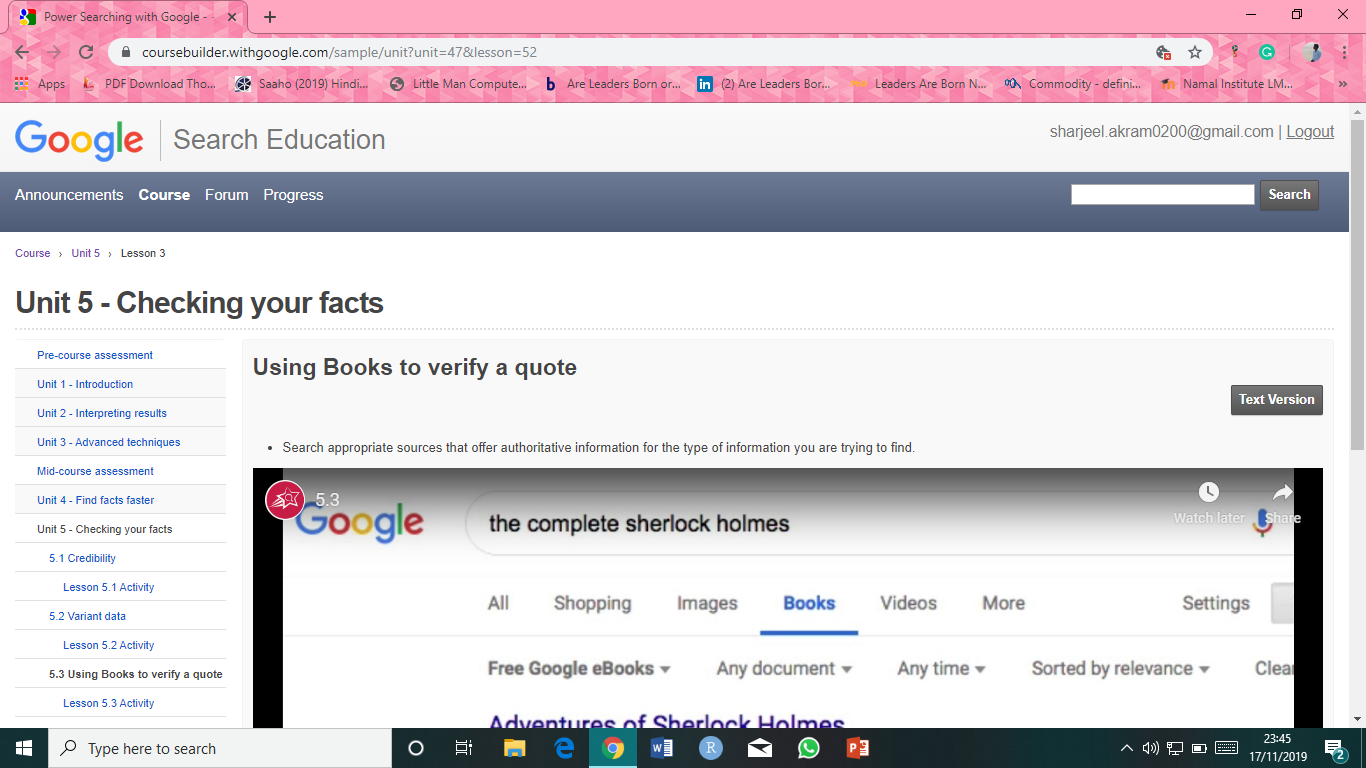 Power Searching with Google -
coursebuilder.withgoogle.com/sample/unit?unit=47&lesson=52
Apps PDF Download Tho... Saaho (2019) Hindi... Little Man Compute... Are Leaders Born or... (2) Are Leaders Bor... Leaders Are Born N... Commodity - defini... Namal Institute LM... »
Google Search Education
sharjeel.akram0200@gmail.com | Logout
Announcements Course Forum Progress Search
Course › Unit 5 › Lesson 3
Unit 5 - Checking your facts
Pre-course assessment
Unit 1 - Introduction
Unit 2 - Interpreting results
Unit 3 - Advanced techniques
Mid-course assessment
Unit 4 - Find facts faster
Unit 5 - Checking your facts
5.1 Credibility
Lesson 5.1 Activity
5.2 Variant data
Lesson 5.2 Activity
5.3 Using Books to verify a quote
Lesson 5.3 Activity
Using Books to verify a quote
Text Version
• Search appropriate sources that offer authoritative information for the type of information you are trying to find.
5.3
Watch later Share
Google the complete sherlock holmes
All Shopping Images Books Videos More Settings
Free Google eBooks Any document Any time Sorted by relevance Clear
Adventures of Sherlock Holmes
Type here to search
23:45
17/11/2019
2